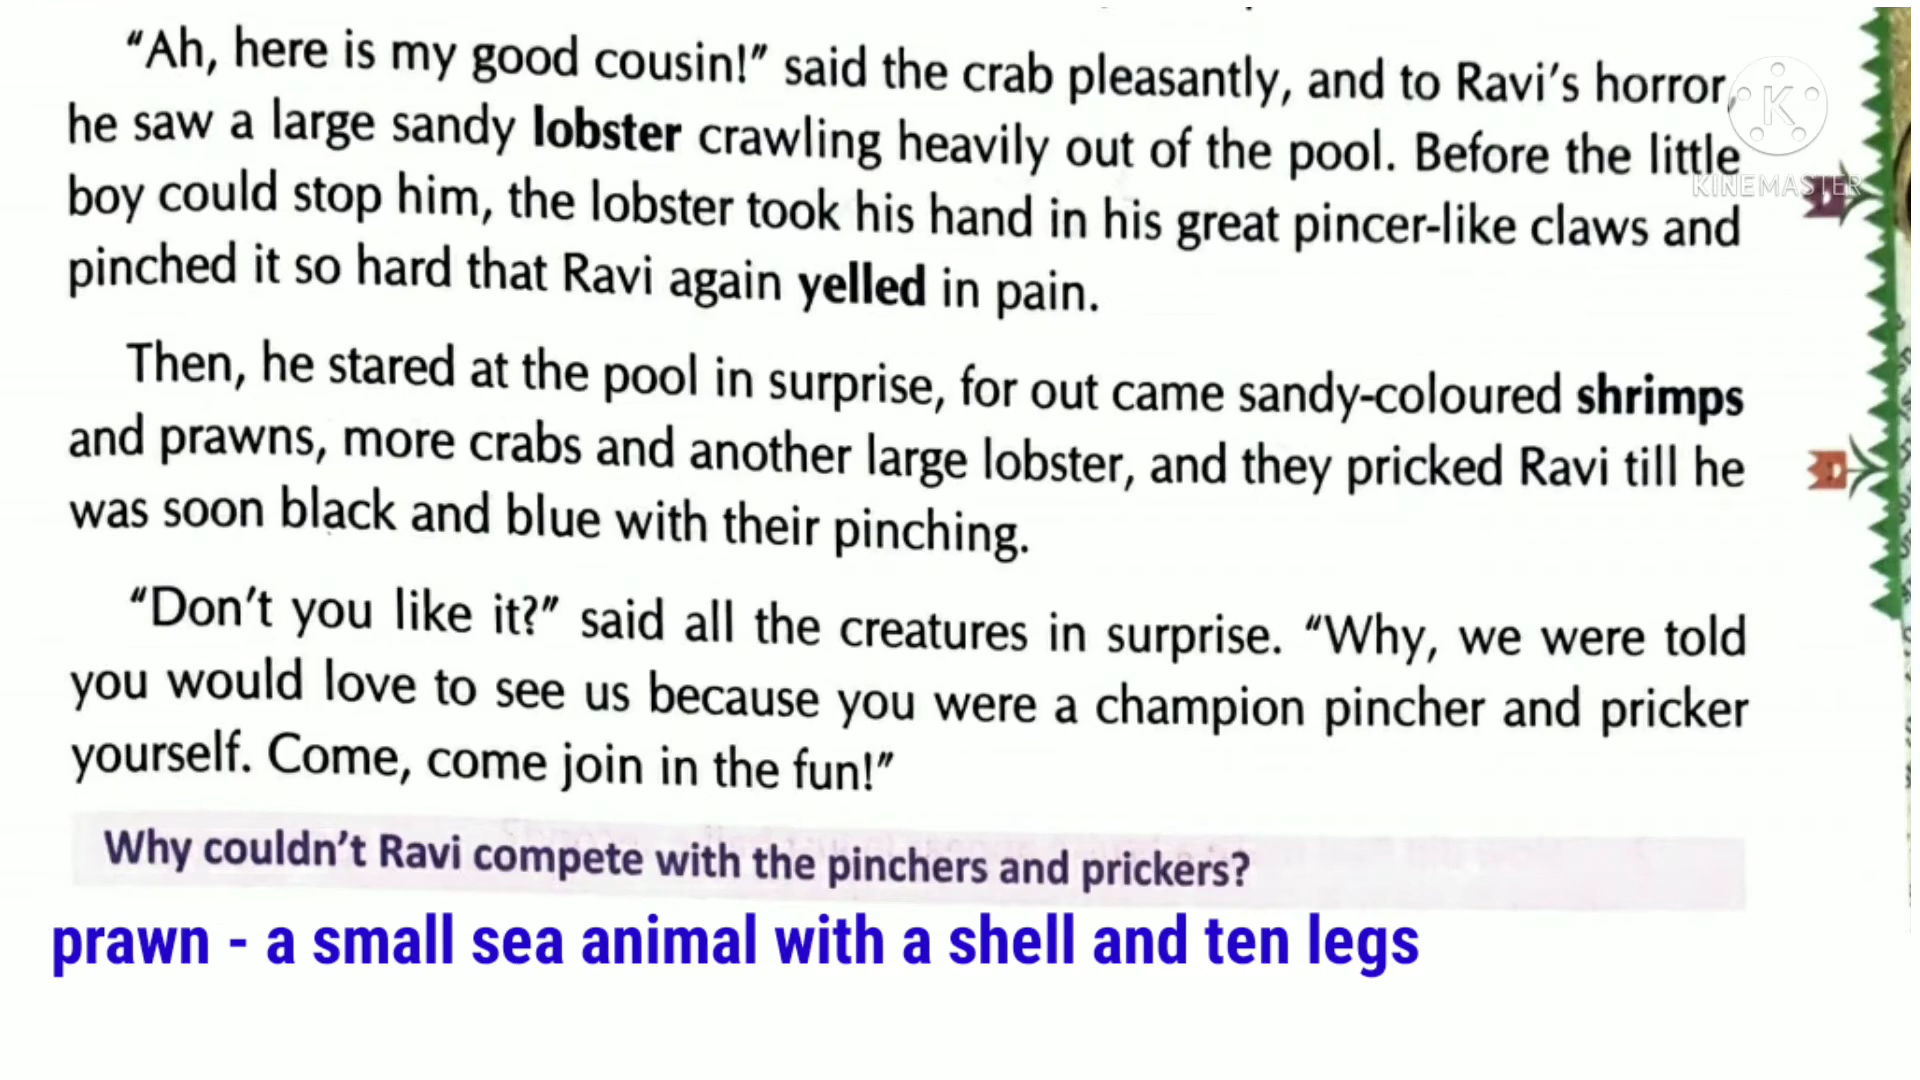 “Ah, here is my good cousin!” said the crab pleasantly, and to Ravi’s horror,
he saw a large sandy lobster crawling heavily out of the pool. Before the little
boy could stop him, the lobster took his hand in his great pincer-like claws and
pinched it so hard that Ravi again yelled in pain.
Then, he stared at the pool in surprise, for out came sandy-coloured shrimps
and prawns, more crabs and another large lobster, and they pricked Ravi till he
was soon black and blue with their pinching.
“Don’t you like it?” said all the creatures in surprise. “Why, we were told
you would love to see us because you were a champion pincher and pricker
yourself. Come, come join in the fun!”
Why couldn’t Ravi compete with the pinchers and prickers?
prawn - a small sea animal with a shell and ten legs
K
KINEMASTER